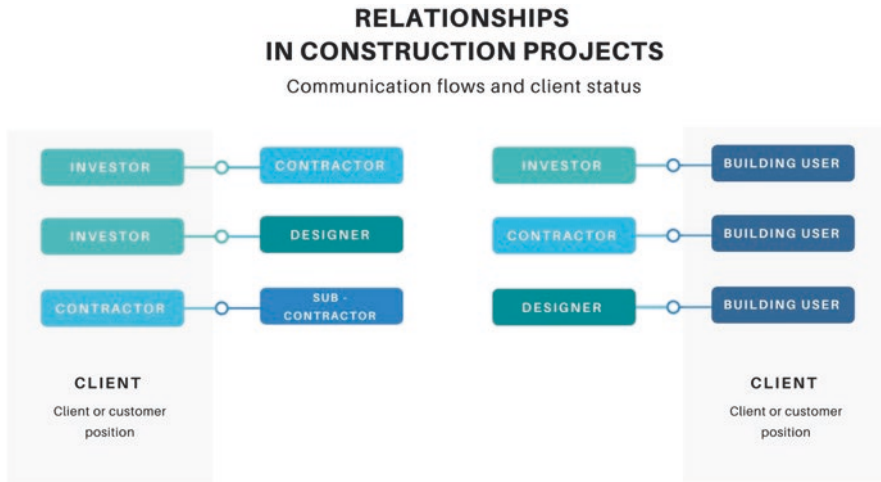 RELATIONSHIPS
IN CONSTRUCTION PROJECTS
Communication flows and client status
INVESTOR
CONTRACTOR
INVESTOR
DESIGNER
CONTRACTOR
SUB -
CONTRACTOR
CLIENT
Client or customer
position
INVESTOR
BUILDING USER
CONTRACTOR
BUILDING USER
DESIGNER
BUILDING USER
CLIENT
Client or customer
position